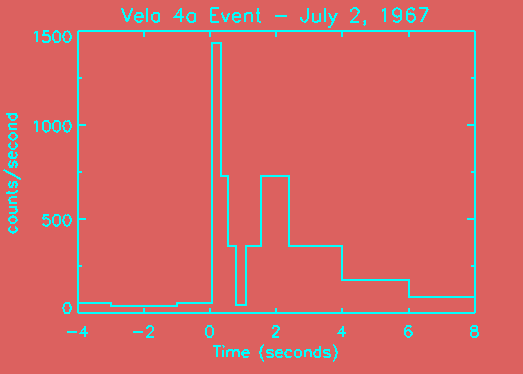 Vela 4a Event – July 2, 1967
counts/second
1500
1000
500
0
−4 −2 0 2 4 6 8
Time (seconds)